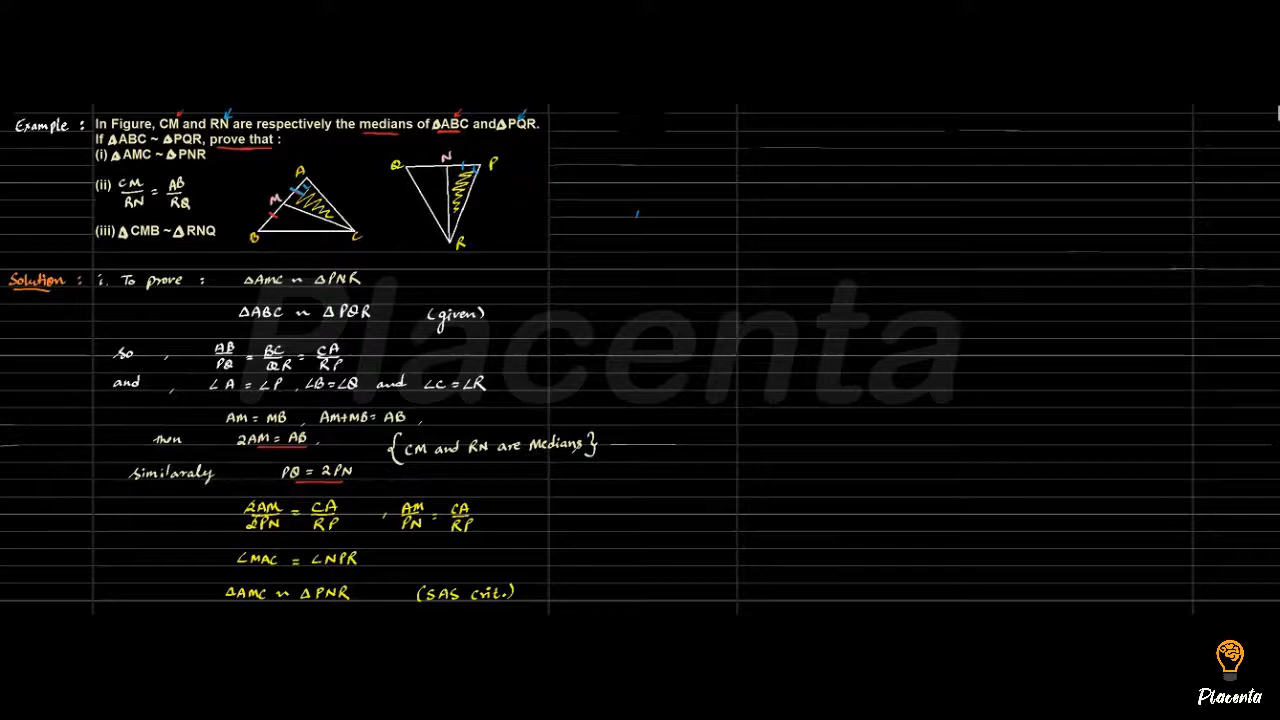 Example : In Figure, CM and RN are respectively the medians of ΔABC and ΔPQR.
If ΔABC ~ ΔPQR, prove that :
(i) ΔAMC ~ ΔPNR
(ii) CM/RN = AB/RQ
(iii) ΔCMB ~ ΔRNQ
A
M
B
C
Q
N
P
R
Solution : i. To prove : ΔAMC ~ ΔPNR
ΔABC ~ ΔPQR (given)
So, AB/PQ = BC/QR = CA/RP
and, ∠A = ∠P, ∠B = ∠Q and ∠C = ∠R
AM = MB, AM+MB = AB,
then 2AM = AB, {CM and RN are Medians}
Similaraly PQ = 2PN
2AM/2PN = CA/RP, AM/PN = CA/RP
∠MAC = ∠NPR
ΔAMC ~ ΔPNR (SAS crit.)
Placenta
Placenta